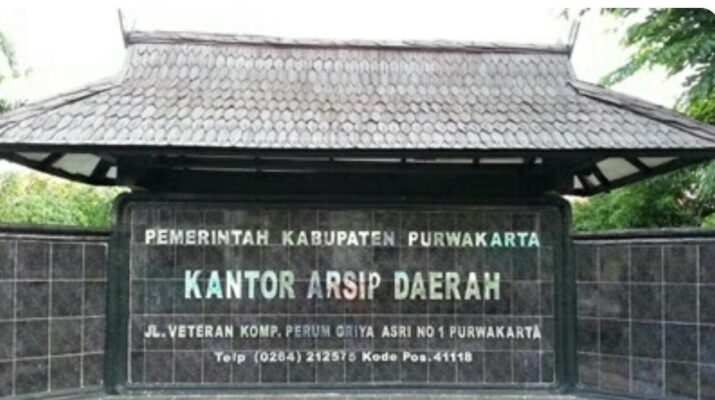 PEMERINTAH KABUPATEN PURWAKARTA
KANTOR ARSIP DAERAH
JL. VETERAN KOMP. PERUM GRIYA ASRI NO 1 PURWAKARTA
Telp (0264) 212575 Kode Pos. 41118